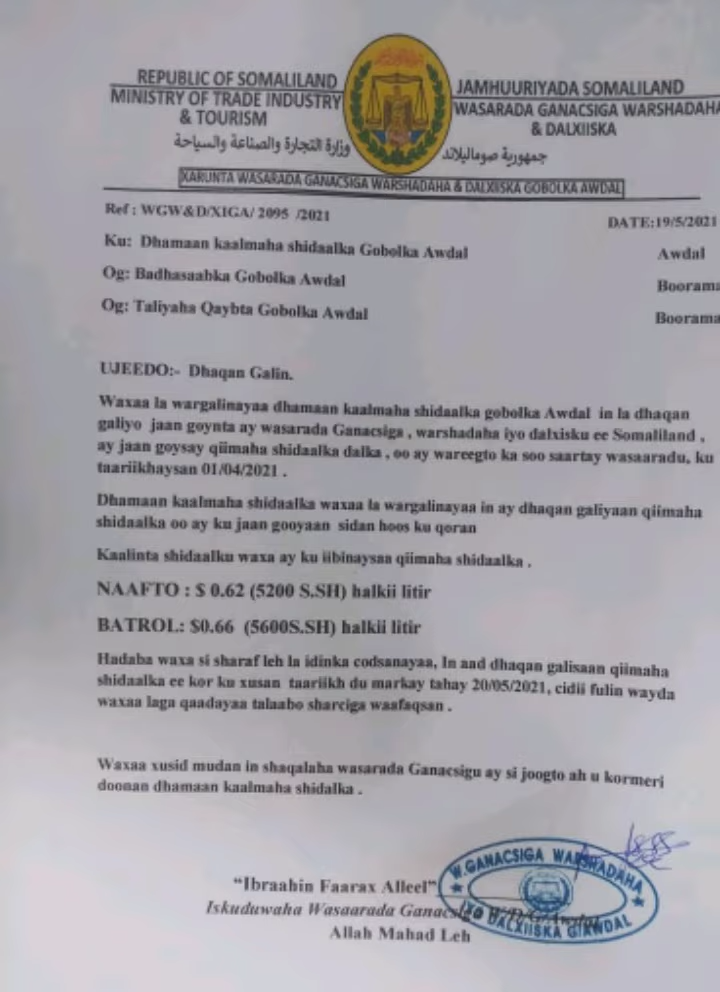 REPUBLIC OF SOMALILAND
MINISTRY OF TRADE INDUSTRY
& TOURISM
وزارة التجارة والصناعة والسياحة
JAMHUURIYADA SOMALILAND
WASARADA GANACSIGA WARSHADAHA
& DALXIISKA
جمهورية صوماليلاند
XARUNTA WASARADA GANACSIGA WARSHADAHA & DALXIISKA GOBOLKA AWDAL
Ref : WGW&D/XIGA/ 2095 /2021
DATE:19/5/2021
Ku: Dhamaan kaalmaha shidaalka Gobolka Awdal Awdal
Og: Badhasaabka Gobolka Awdal Boorama
Og: Taliyaha Qaybta Gobolka Awdal Boorama
UJEEDO:- Dhaqan Galin.
Waxaa la wargalinayaa dhamaan kaalmaha shidaalka gobolka Awdal in la dhaqan
galiyo jaan goynta ay wasarada Ganacsiga , warshadaha iyo dalxisku ee Somaliland ,
ay jaan goysay qiimaha shidaalka dalka , oo ay wareegto ka soo saartay wasaaradu, ku
taariikhaysan 01/04/2021 .
Dhamaan kaalmaha shidaalka waxaa la wargalinayaa in ay dhaqan galiyaan qiimaha
shidaalka oo ay ku jaan gooyaan sidan hoos ku qoran
Kaalinta shidaalku waxa ay ku iibinaysaa qiimaha shidaalka .
NAAFTO : $ 0.62 (5200 S.SH) halkii litir
BATROL: $0.66 (5600S.SH) halkii litir
Hadaba waxa si sharaf leh la idinka codsanayaa, In aad dhaqan galisaan qiimaha
shidaalka ee kor ku xusan taariikh du markay tahay 20/05/2021, cidii fulin wayda
waxaa laga qaadayaa talaabo sharciga waafaqsan .
Waxaa xusid mudan in shaqalaha wasarada Ganacsigu ay si joogto ah u kormeri
doonan dhamaan kaalmaha shidalka .
"Ibraahin Faarax Alleel"
Iskuduwaha Wasaarada Ganacsiga W/D/G/Awdal
Allah Mahad Leh
W.GANACSIGA WARSHADAHA
IYO DALXIISKA G/AWDAL